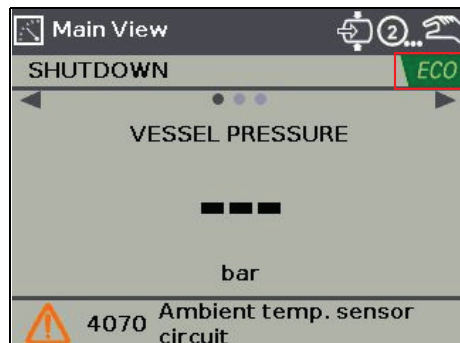 Main View
2...
SHUTDOWN
ECO
VESSEL PRESSURE
---
bar
4070 Ambient temp. sensor
circuit